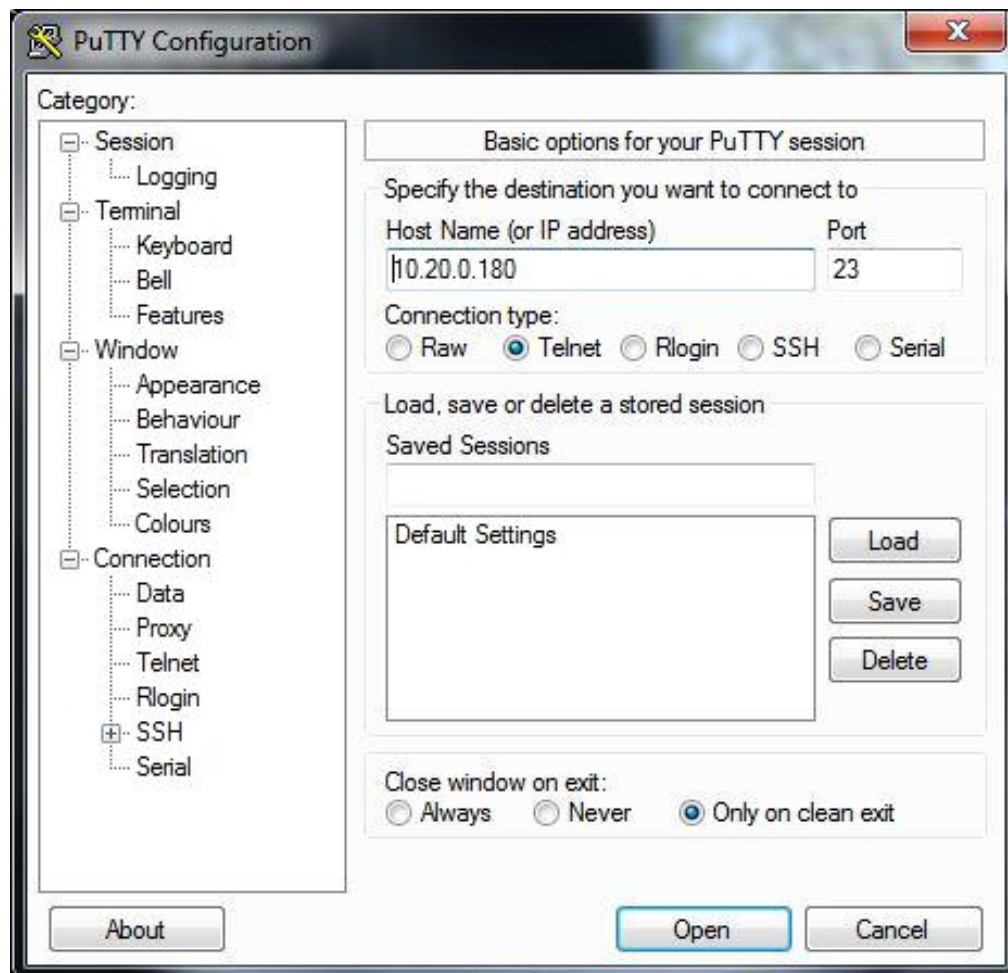 PuTTY Configuration
X
Category:
Session
Logging
Terminal
Keyboard
Bell
Features
Window
Appearance
Behaviour
Translation
Selection
Colours
Connection
Data
Proxy
Telnet
Rlogin
SSH
Serial
Basic options for your PuTTY session
Specify the destination you want to connect to
Host Name (or IP address) Port
10.20.0.180 23
Connection type:
Raw Telnet Rlogin SSH Serial
Load, save or delete a stored session
Saved Sessions
Default Settings
Load
Save
Delete
Close window on exit:
Always Never Only on clean exit
About Open Cancel